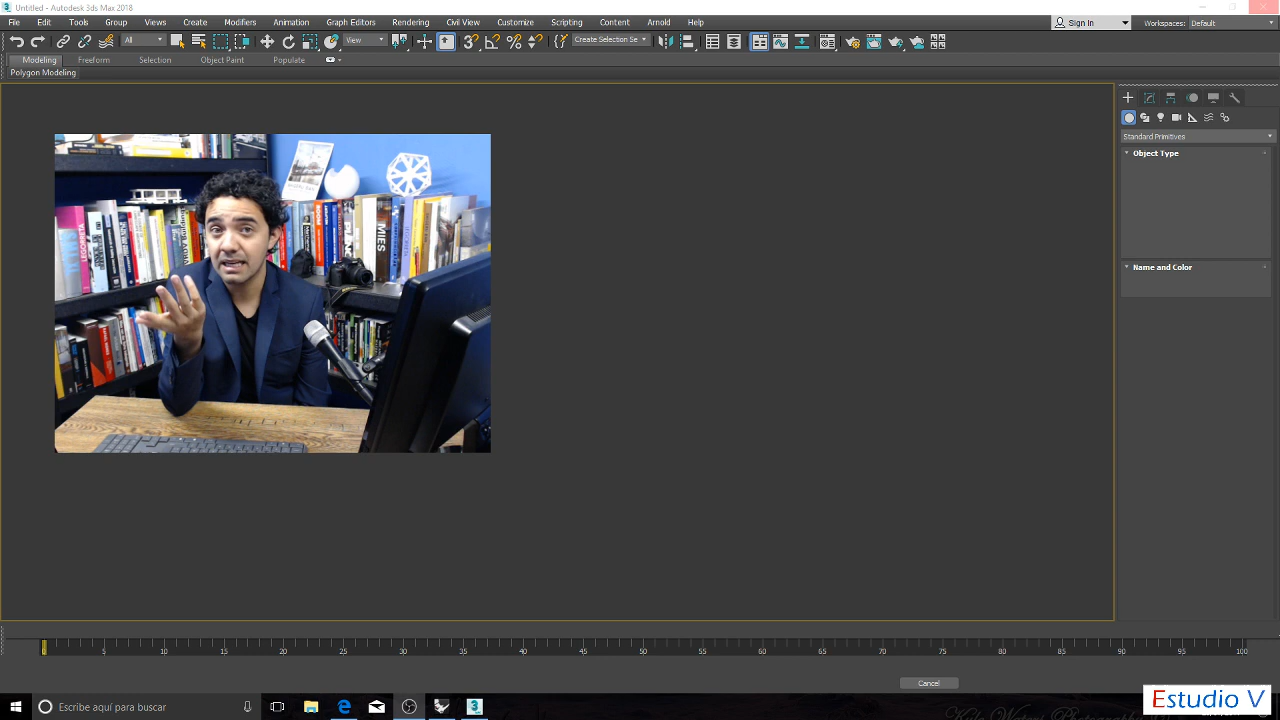 Untitled - Autodesk 3ds Max 2018
File Edit Tools Group Views Create Modifiers Animation Graph Editors Rendering Civil View Customize Scripting Content Arnold Help
Sign In
Workspaces: Default
All
View
Create Selection Se
Modeling Freeform Selection Object Paint Populate
Polygon Modeling
Standard Primitives
Object Type
Name and Color
MIES
0 5 10 15 20 25 30 35 40 45 50 55 60 65 70 75 80 85 90 95 100
Cancel
Escribe aquí para buscar
Estudio V